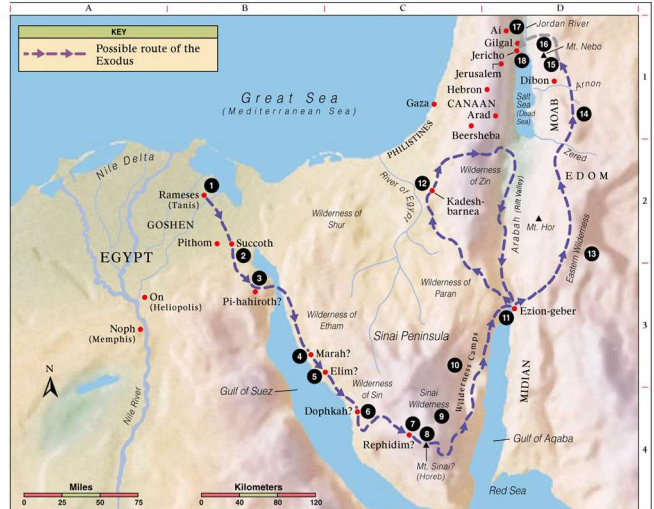 A B C D
KEY
Possible route of the
Exodus
17
Jordan River
Ai
Gilgal
16
Mt. Nebo
Jericho
18
15
Jerusalem
Dibon
1
Arnon
Hebron
Salt
Sea
(Dead
Sea)
MOAB
Great Sea
(Mediterranean Sea)
Gaza
CANAAN
Arad
14
Beersheba
PHILISTINES
Zered
Nile Delta
EDOM
Wilderness
of Zin
12
River of Egypt
Kadesh-
barnea
Arabah (Rift Valley)
1
Rameses
(Tanis)
GOSHEN
Wilderness of
Shur
Mt. Hor
2
EGYPT
Pithom
Succoth
2
13
Eastern Wilderness
3
Wilderness of
Paran
Pi-hahiroth?
On
(Heliopolis)
11
Ezion-geber
Wilderness of
Etham
3
Noph
(Memphis)
Sinai Peninsula
4
Marah?
5
Elim?
10
Wilderness Camps
MIDIAN
N
Nile River
Gulf of Suez
Wilderness
of Sin
Sinai
Wilderness
9
Dophkah?
6
7
8
Rephidim?
Gulf of Aqaba
4
Mt. Sinai?
(Horeb)
Red Sea
Miles
0 25 50 75
Kilometers
0 40 80 120